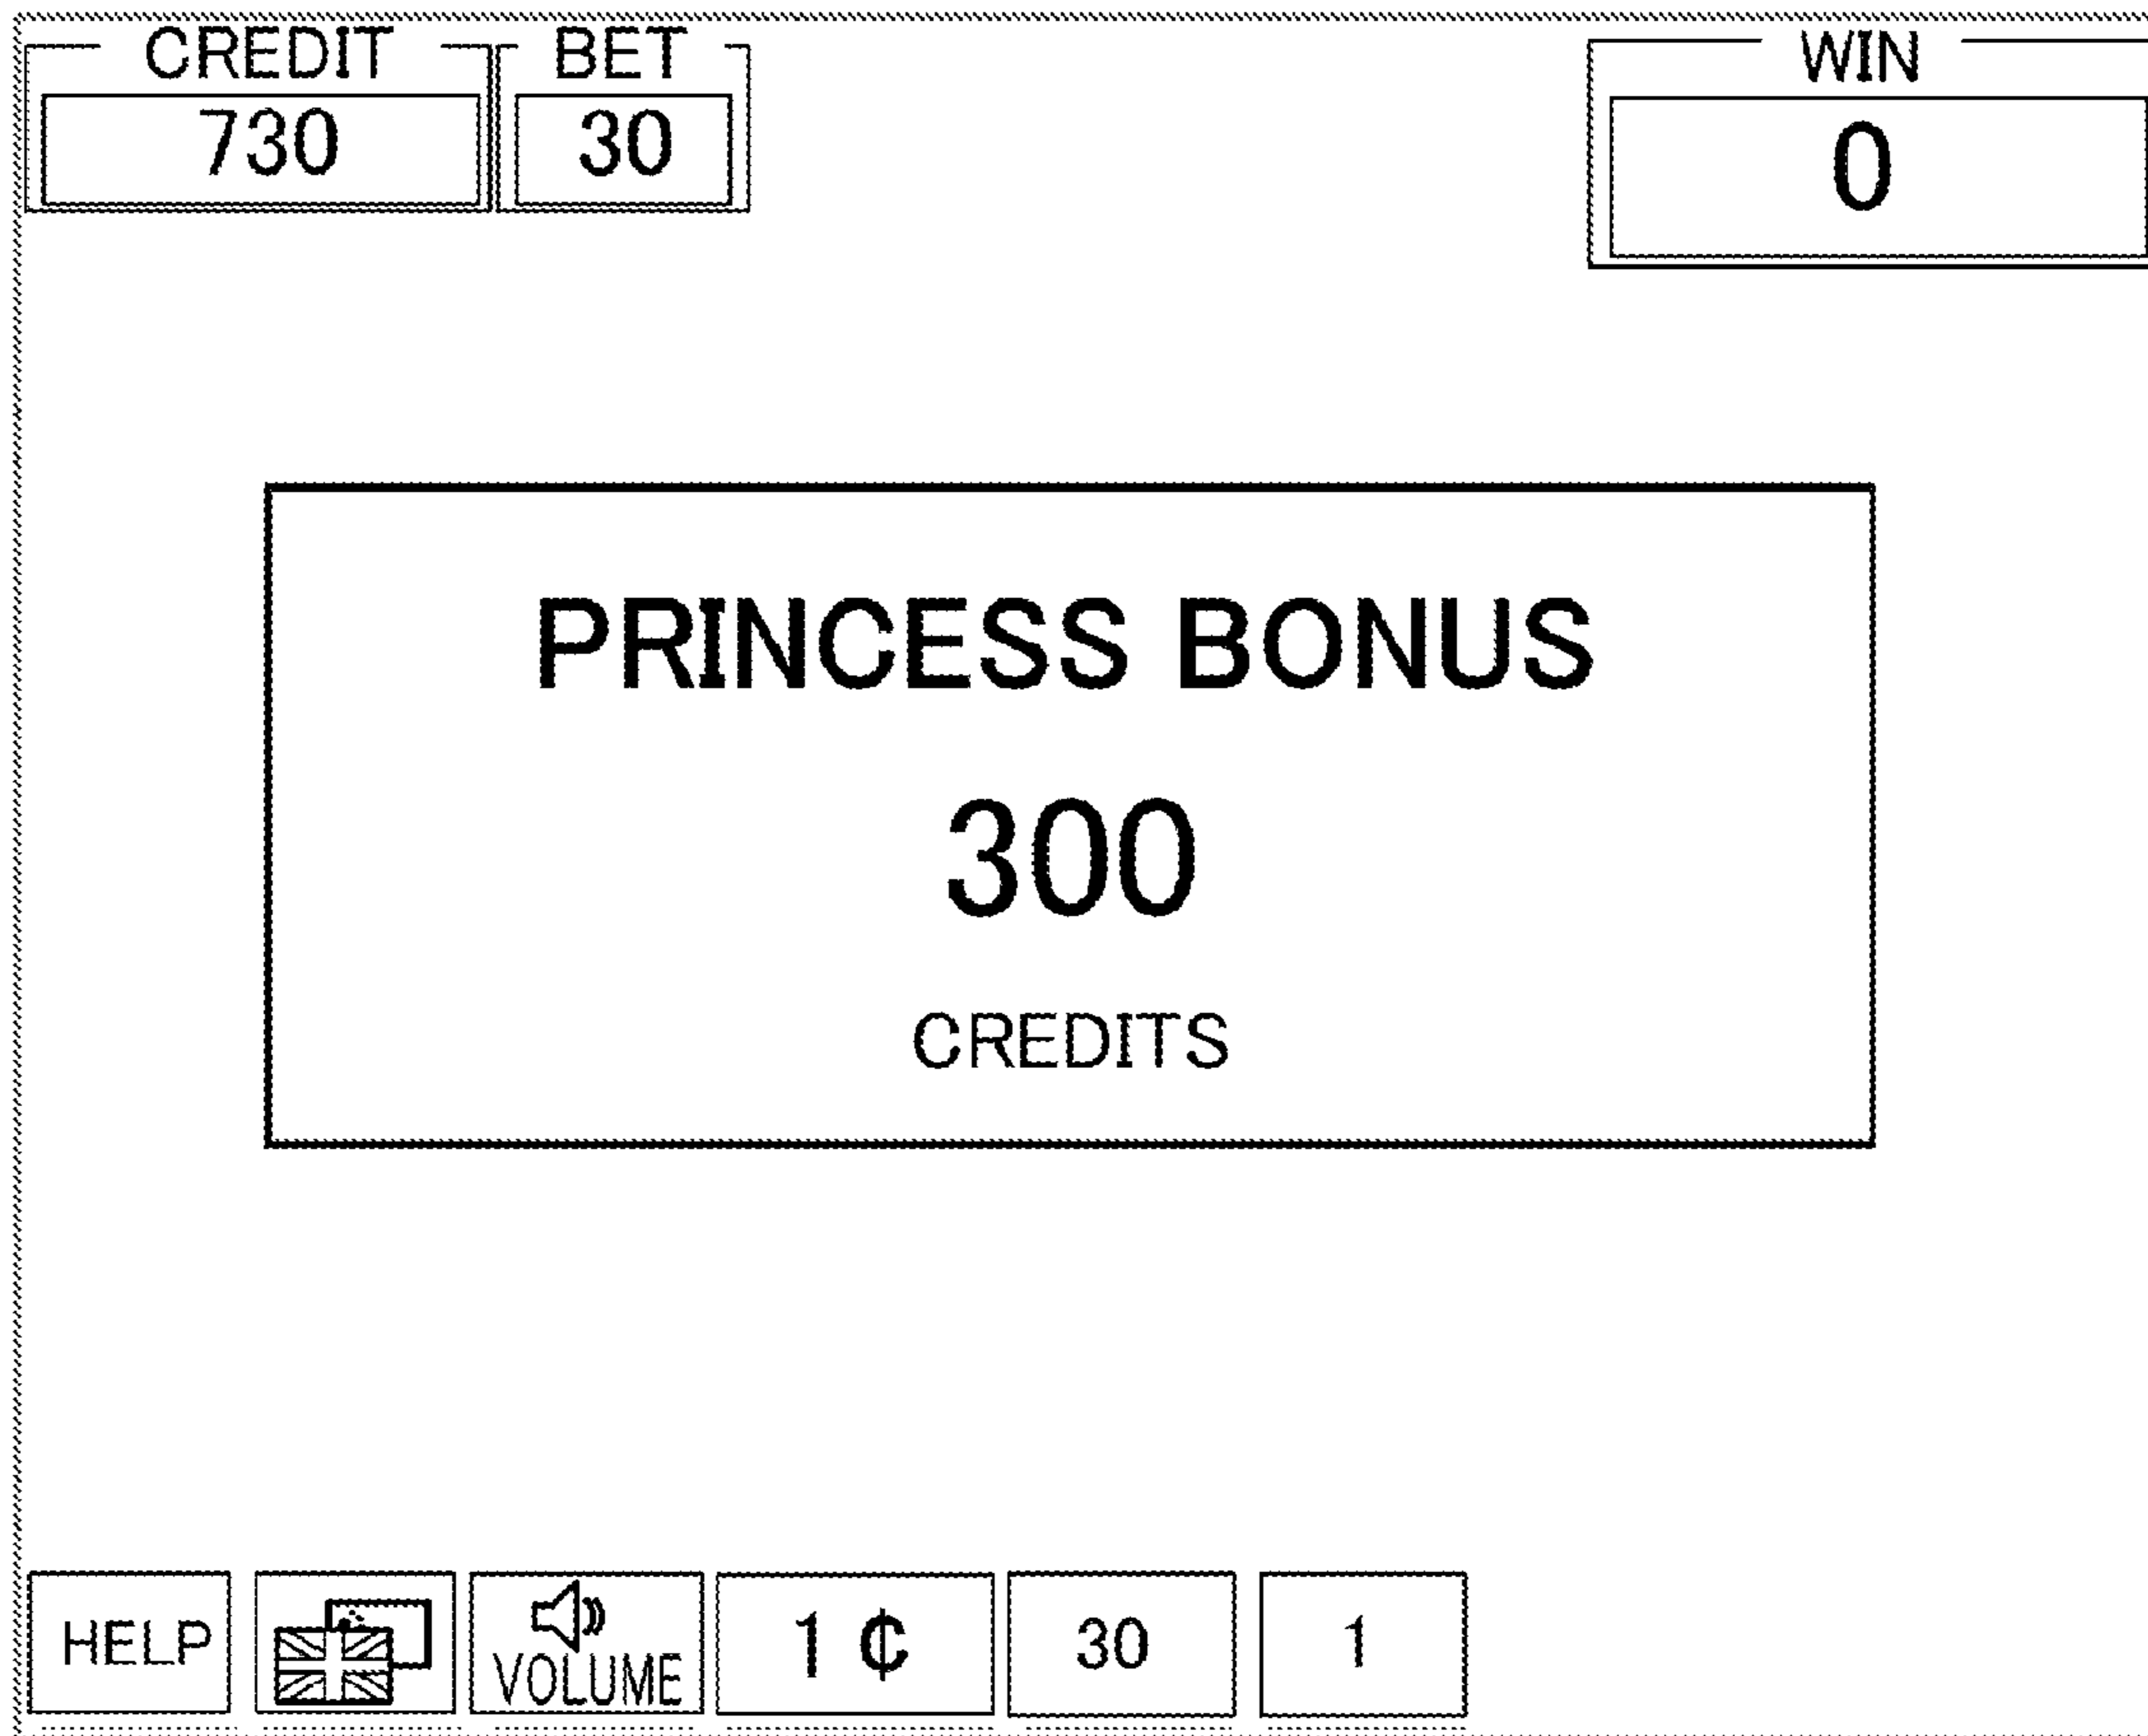 CREDIT BET WIN
730 30 0
PRINCESS BONUS
300
CREDITS
HELP VOLUME 1 ¢ 30 1